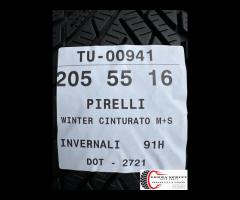 TU-00941
205 55 16
PIRELLI
WINTER CINTURATO M+S
INVERNALI 91H
DOT - 2721